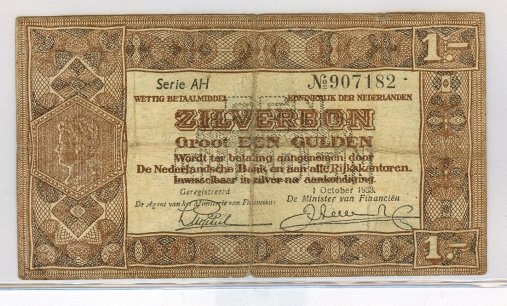 1.-
Serie AH № 907182 -
WETTIG BETAALMIDDEL KONINKRIJK DER NEDERLANDEN
ZILVERBON
Groot EEN GULDEN
Wordt ter betaling aangenomen door
De Nederlandsche Bank en aan alle Rijkskantoren.
Inwisselbaar in zilver na aankondiging.
Geregistreerd 1 October 1938.
De Agent van het Ministerie van Financiën: De Minister van Financiën
1.-